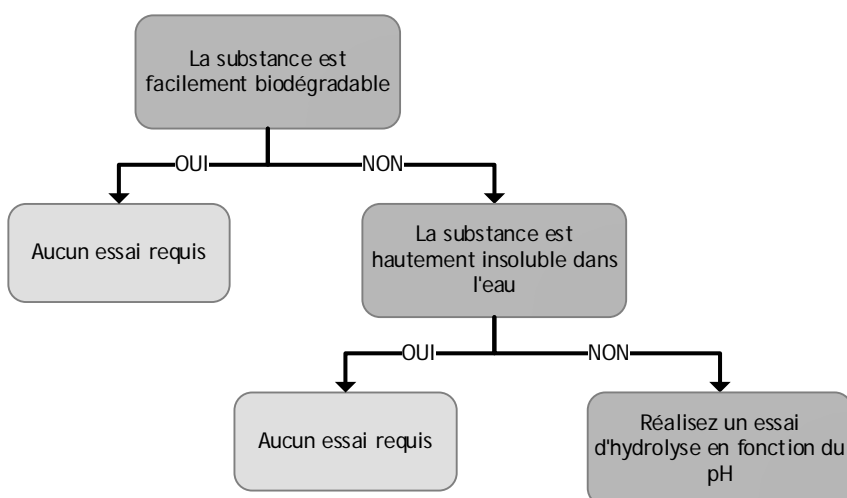 La substance est
facilement biodégradable
OUI
NON
Aucun essai requis
La substance est
hautement insoluble dans
l'eau
OUI
NON
Aucun essai requis
Réalisez un essai
d'hydrolyse en fonction du
pH